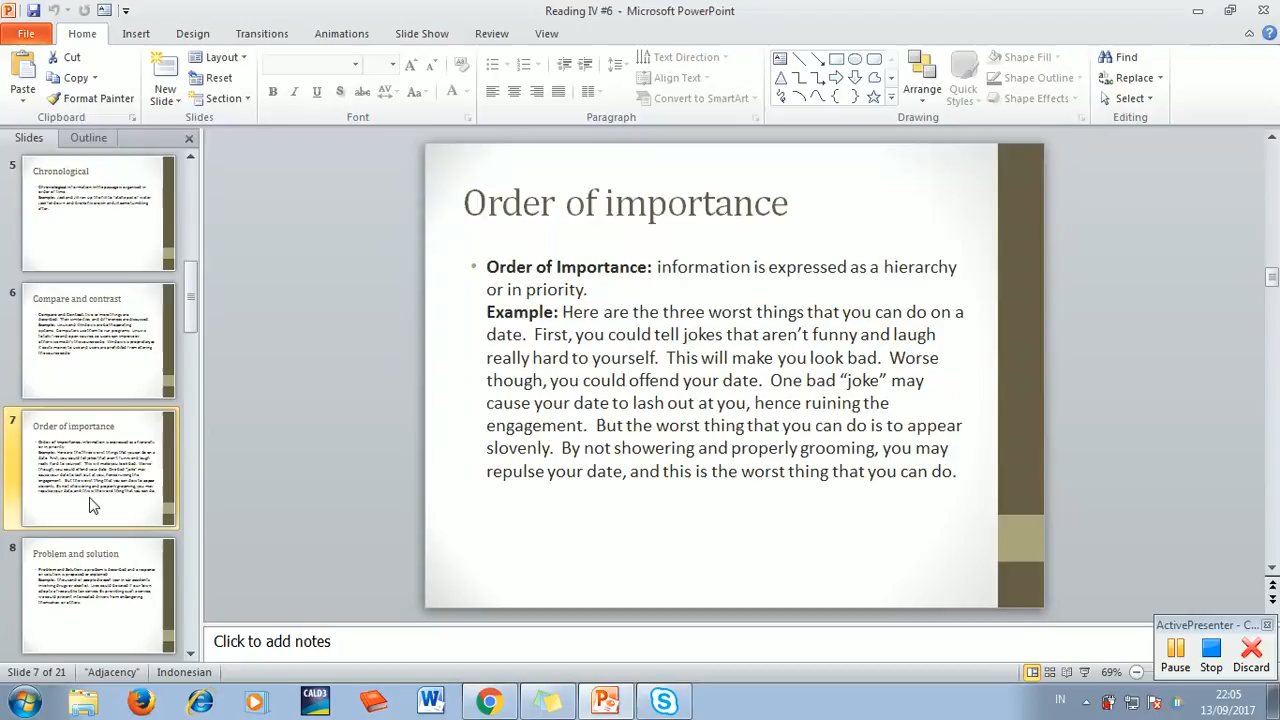 Reading IV #6 - Microsoft PowerPoint
File Home Insert Design Transitions Animations Slide Show Review View
Paste
Cut
Copy
Format Painter
Clipboard
New Slide
Layout
Reset
Section
Slides
Font
Text Direction
Align Text
Convert to SmartArt
Paragraph
Arrange
Quick Styles
Shape Fill
Shape Outline
Shape Effects
Drawing
Find
Replace
Select
Editing
Slides Outline
5
Chronological
6
Compare and contrast
7
Order of importance
8
Problem and solution
Order of importance
• Order of Importance: information is expressed as a hierarchy
or in priority.
Example: Here are the three worst things that you can do on a
date. First, you could tell jokes that aren't funny and laugh
really hard to yourself. This will make you look bad. Worse
though, you could offend your date. One bad “joke” may
cause your date to lash out at you, hence ruining the
engagement. But the worst thing that you can do is to appear
slovenly. By not showering and properly grooming, you may
repulse your date, and this is the worst thing that you can do.
Click to add notes
ActivePresenter - C...
Pause Stop Discard
Slide 7 of 21 "Adjacency" Indonesian 69%
CALD3
IN
22:05
13/09/2017